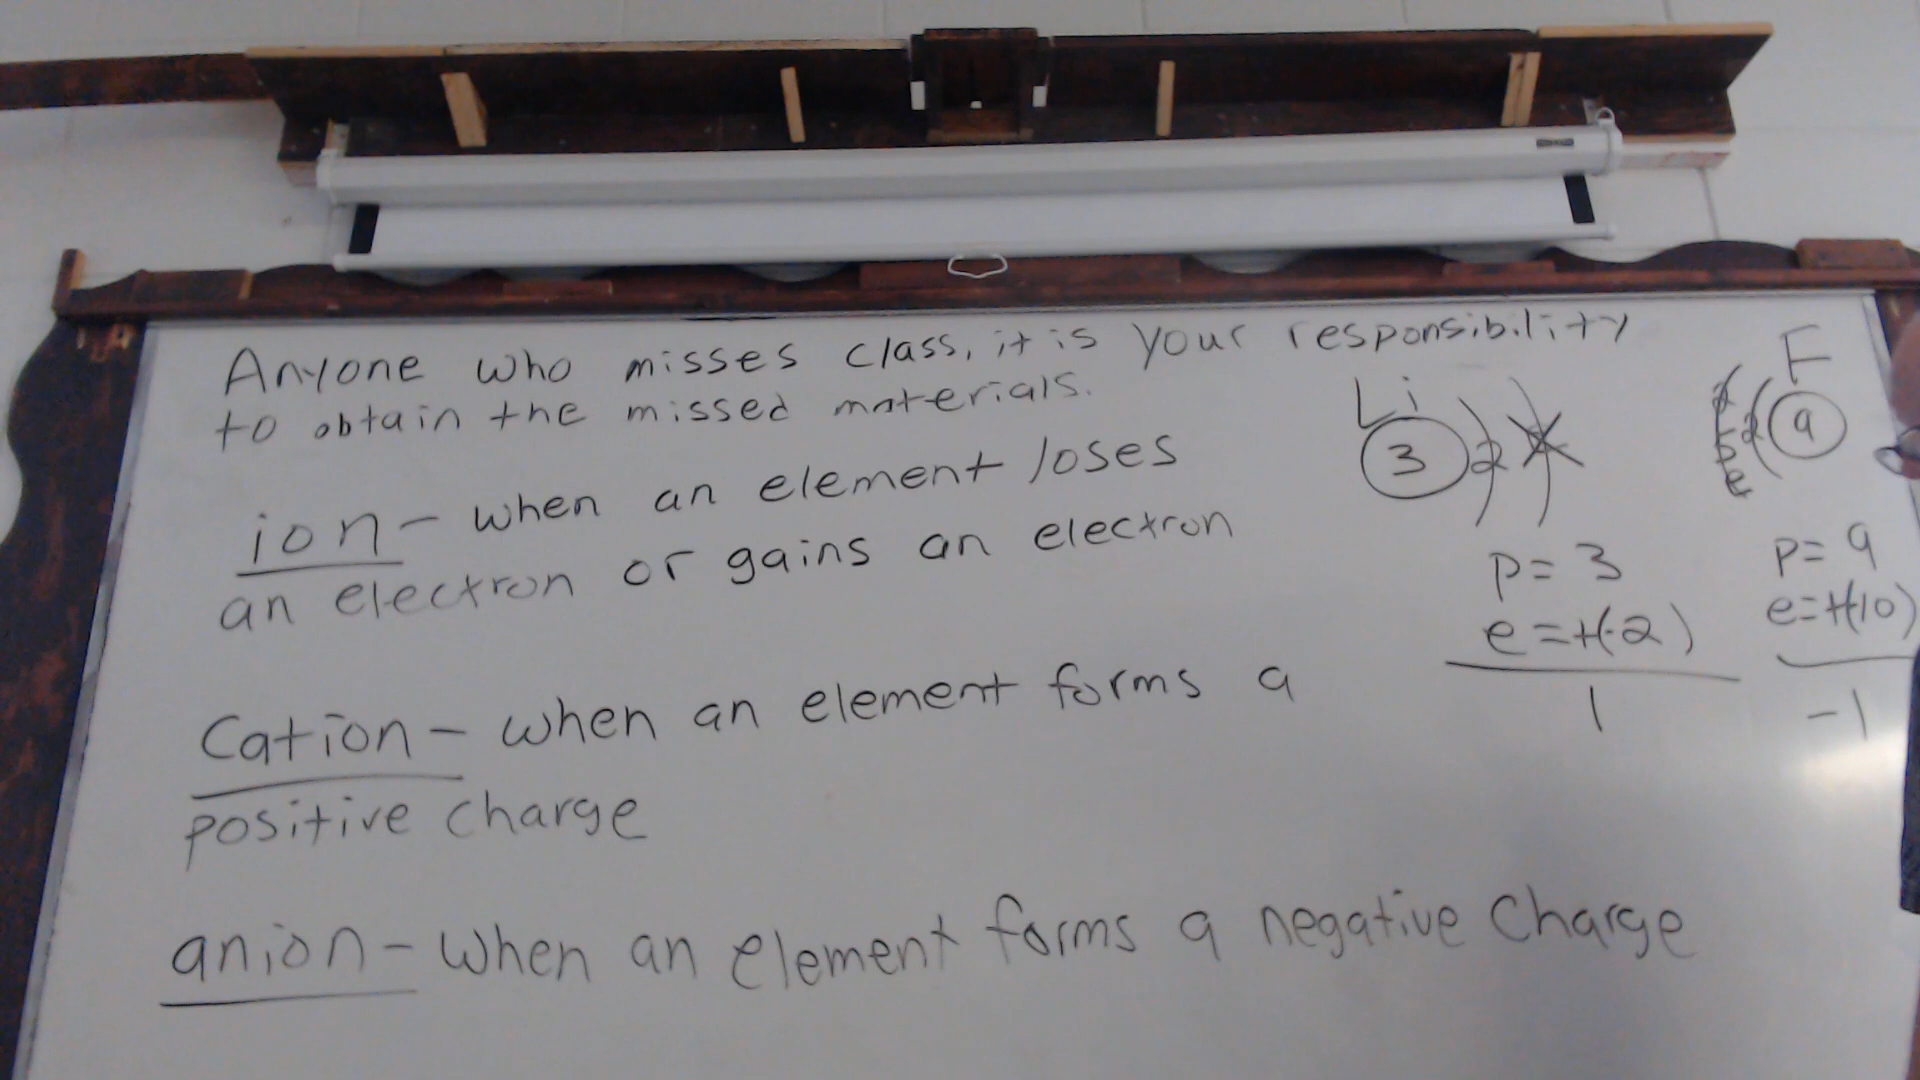 Anyone who misses class, it is your responsibility
to obtain the missed materials.
ion - when an element loses
an electron or gains an electron
Cation - when an element forms a
positive charge
anion - when an element forms a negative charge
Li
3 2
p = 3
e = +(-2)
1
F
2 9
p = 9
e = +(-10)
-1